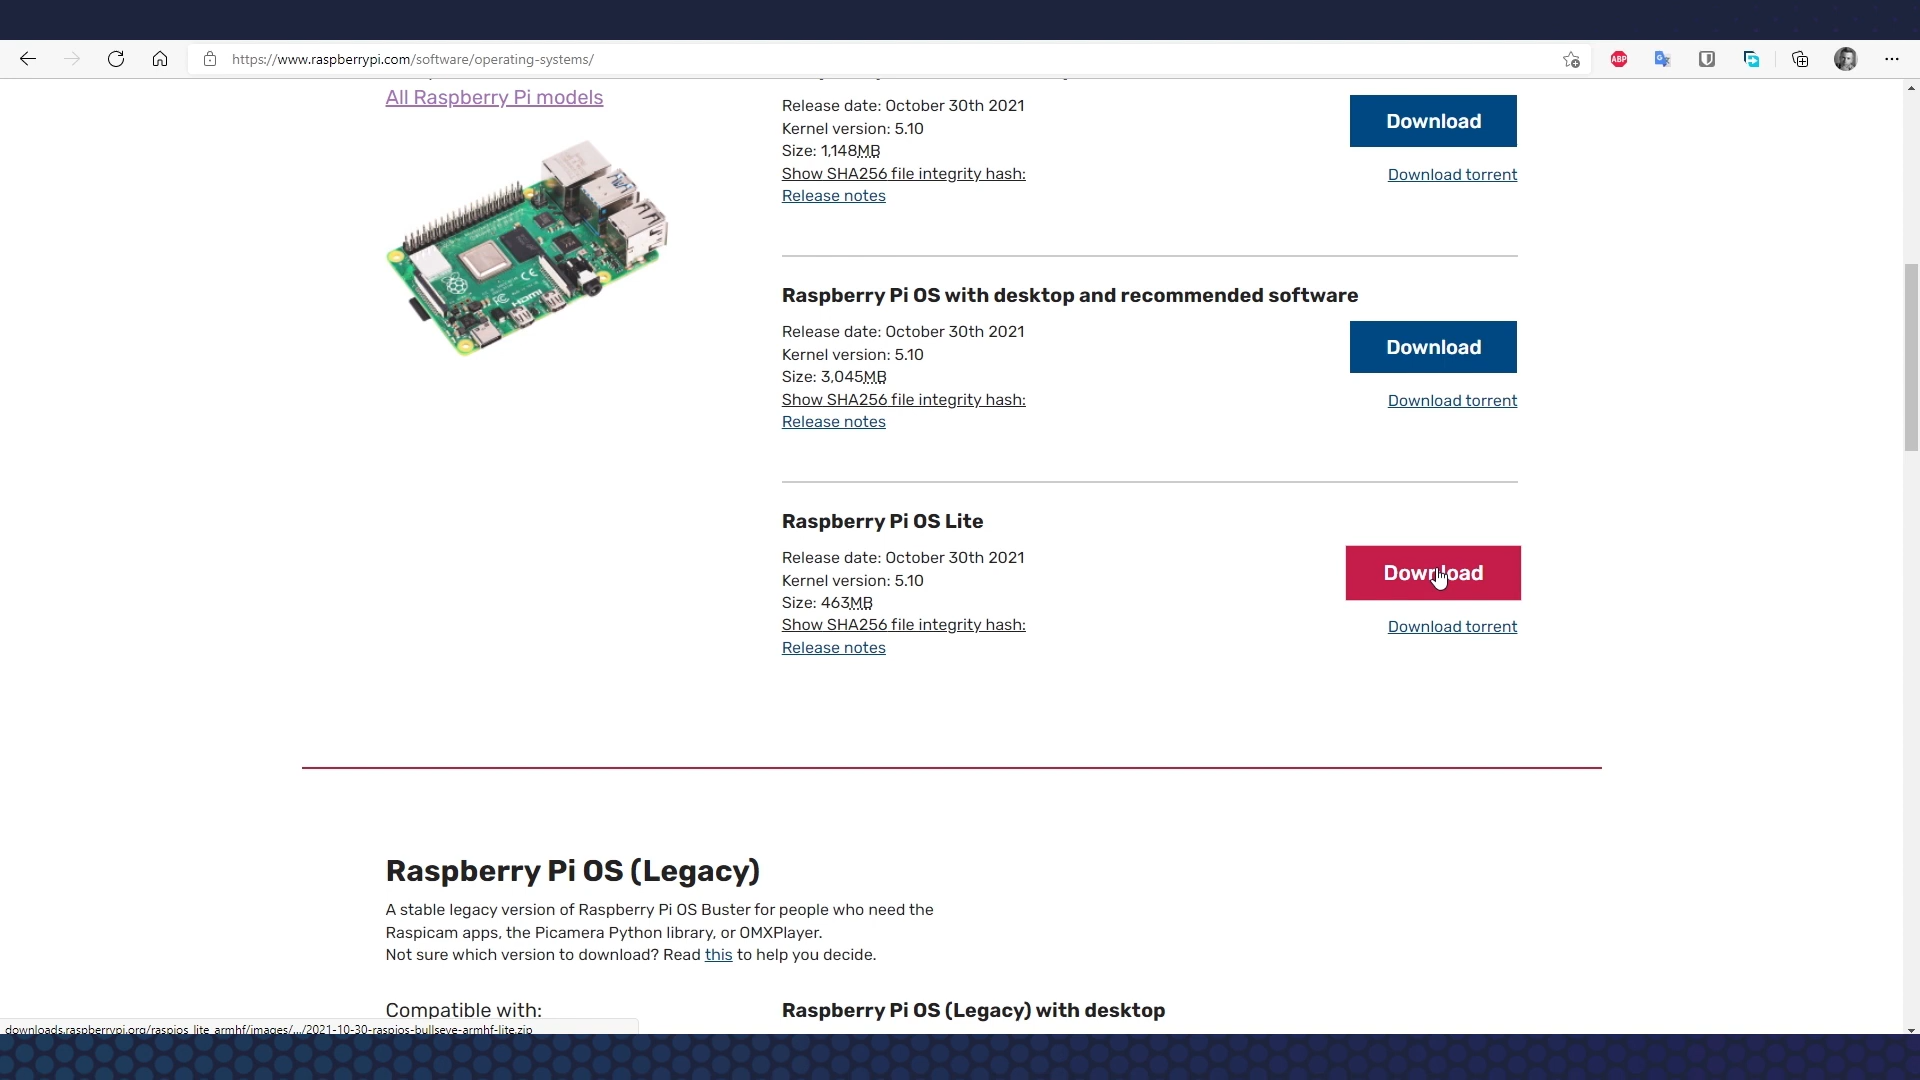 https://www.raspberrypi.com/software/operating-systems/
ABP
All Raspberry Pi models
Release date: October 30th 2021
Kernel version: 5.10
Size: 1,148MB
Show SHA256 file integrity hash:
Release notes
Download
Download torrent
HDMI
Raspberry Pi OS with desktop and recommended software
Release date: October 30th 2021
Kernel version: 5.10
Size: 3,045MB
Show SHA256 file integrity hash:
Release notes
Download
Download torrent
Raspberry Pi OS Lite
Release date: October 30th 2021
Kernel version: 5.10
Size: 463MB
Show SHA256 file integrity hash:
Release notes
Download
Download torrent
Raspberry Pi OS (Legacy)
A stable legacy version of Raspberry Pi OS Buster for people who need the
Raspicam apps, the Picamera Python library, or OMXPlayer.
Not sure which version to download? Read this to help you decide.
Compatible with:
Raspberry Pi OS (Legacy) with desktop
downloads.raspberrypi.org/raspios_lite_armhf/images/.../2021-10-30-raspios-bullseye-armhf-lite.zip